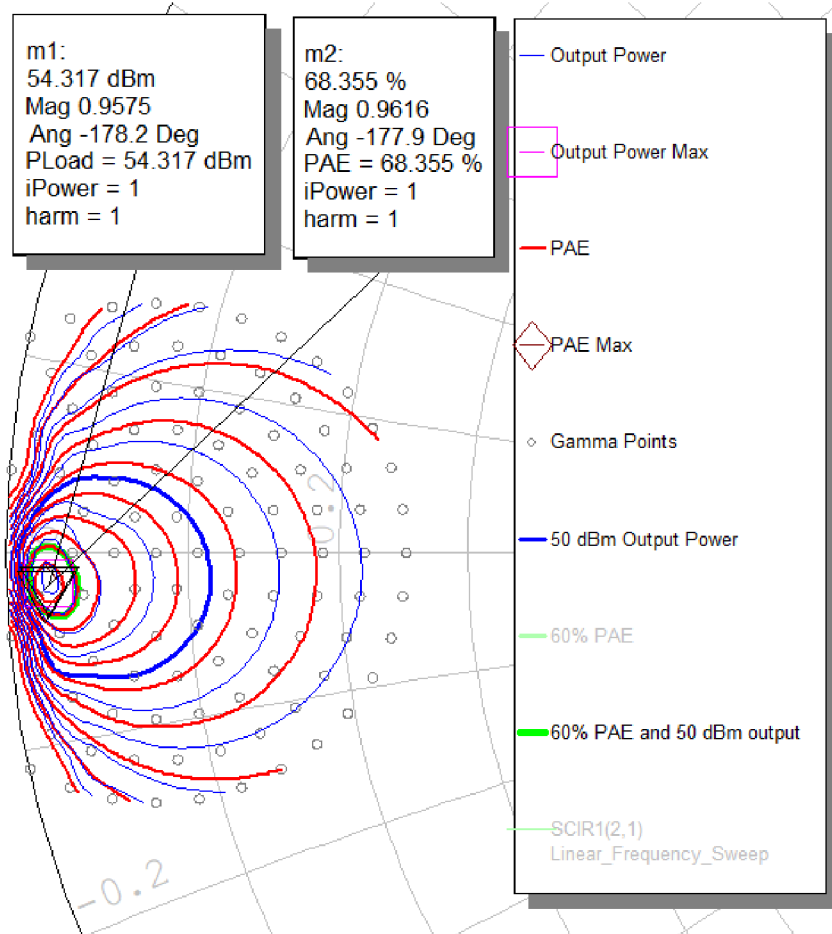 m1:
54.317 dBm
Mag 0.9575
Ang -178.2 Deg
PLoad = 54.317 dBm
iPower = 1
harm = 1
m2:
68.355 %
Mag 0.9616
Ang -177.9 Deg
PAE = 68.355 %
iPower = 1
harm = 1
Output Power
Output Power Max
PAE
PAE Max
Gamma Points
50 dBm Output Power
60% PAE
60% PAE and 50 dBm output
SCIR1(2,1)
Linear_Frequency_Sweep
0.2
-0.2